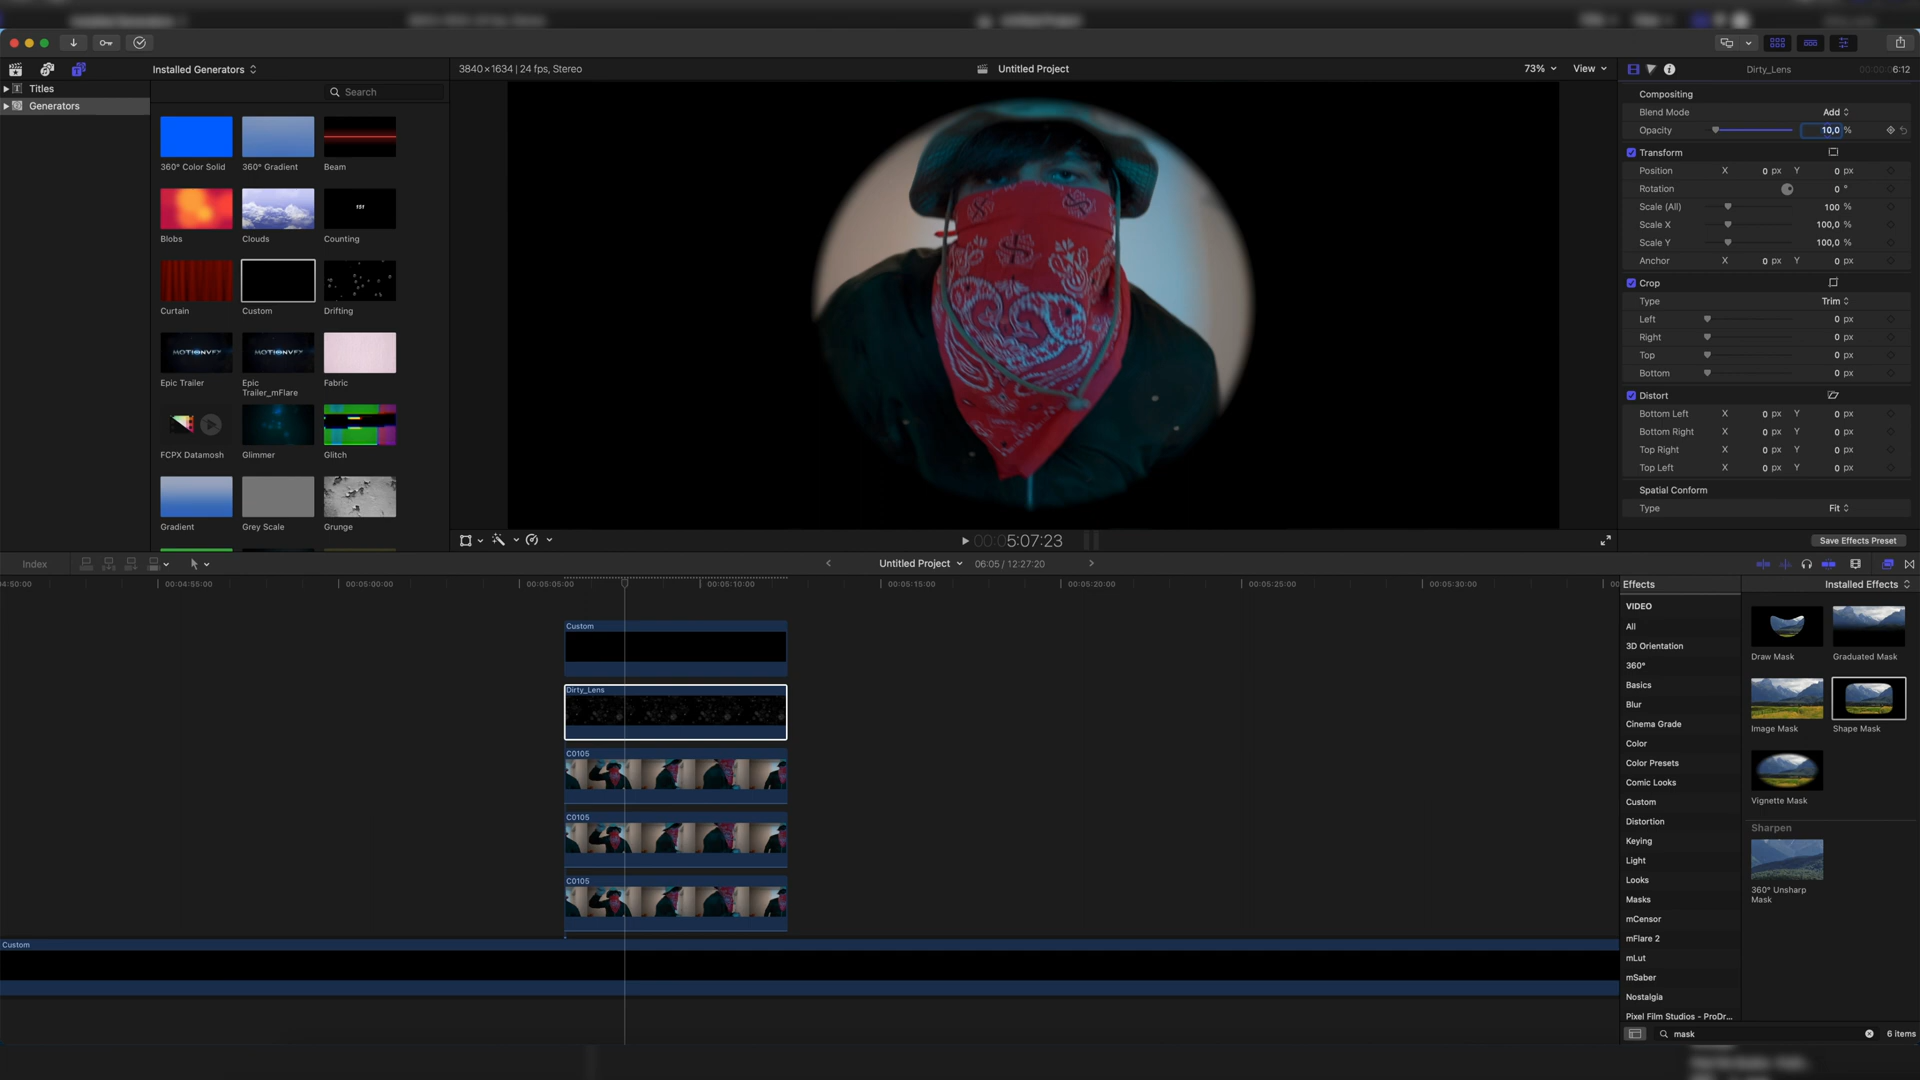 Installed Generators
Titles
Generators
Search
360° Color Solid
360° Gradient
Beam
Blobs
Clouds
151
Counting
Curtain
Custom
Drifting
MOTIONVFX
MOTIONVFX
Epic Trailer
Epic
Trailer_mFlare
Fabric
FCPX Datamosh
Glimmer
Glitch
Gradient
Grey Scale
Grunge
3840×1634 | 24 fps, Stereo
Untitled Project
73%
View
00:00:05:07:23
Dirty_Lens
6:12
Compositing
Blend Mode
Add
Opacity
10,0 %
Transform
Position
X
0 px
Y
0 px
Rotation
0 °
Scale (All)
100 %
Scale X
100,0 %
Scale Y
100,0 %
Anchor
X
0 px
Y
0 px
Crop
Type
Trim
Left
0 px
Right
0 px
Top
0 px
Bottom
0 px
Distort
Bottom Left
X
0 px
Y
0 px
Bottom Right
X
0 px
Y
0 px
Top Right
X
0 px
Y
0 px
Top Left
X
0 px
Y
0 px
Spatial Conform
Type
Fit
Save Effects Preset
Index
Untitled Project
06:05 / 12:27:20
4:50:00
00:04:55:00
00:05:00:00
00:05:05:00
00:05:10:00
00:05:15:00
00:05:20:00
00:05:25:00
00:05:30:00
00
Custom
Dirty_Lens
C0105
C0105
C0105
Custom
Effects
Installed Effects
VIDEO
All
3D Orientation
360°
Basics
Blur
Cinema Grade
Color
Color Presets
Comic Looks
Custom
Distortion
Keying
Light
Looks
Masks
mCensor
mFlare 2
mLut
mSaber
Nostalgia
Pixel Film Studios - ProDr...
Draw Mask
Graduated Mask
Image Mask
Shape Mask
Vignette Mask
Sharpen
360° Unsharp
Mask
mask
6 items